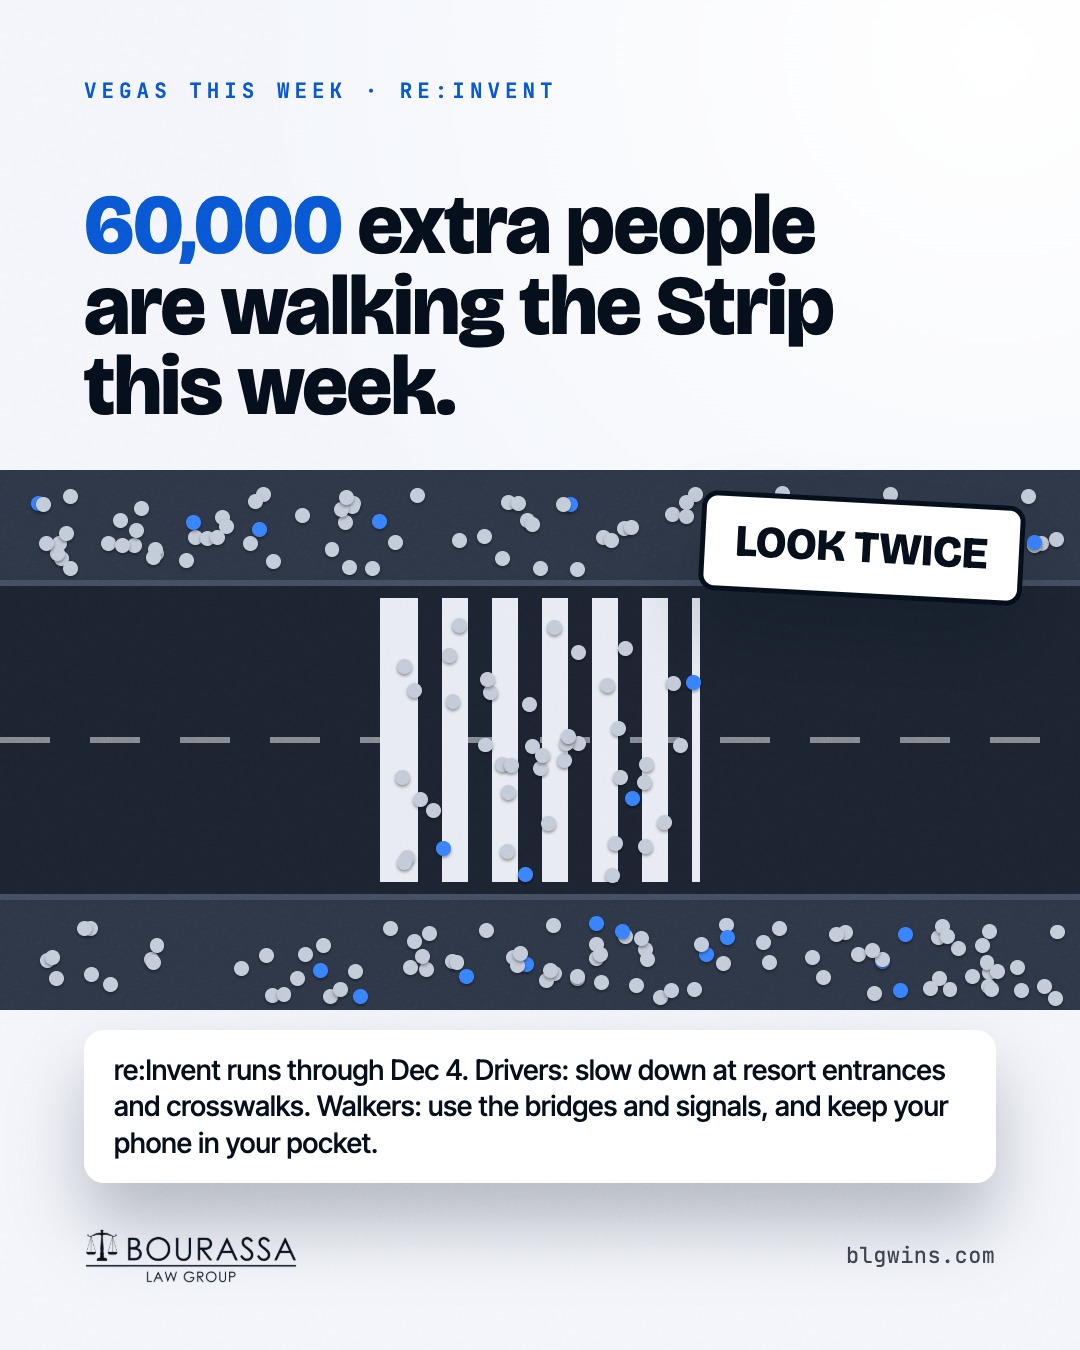 VEGAS THIS WEEK · RE:INVENT
60,000 extra people
are walking the Strip
this week.
LOOK TWICE
re:Invent runs through Dec 4. Drivers: slow down at resort entrances
and crosswalks. Walkers: use the bridges and signals, and keep your
phone in your pocket.
BOURASSA
LAW GROUP
blgwins.com